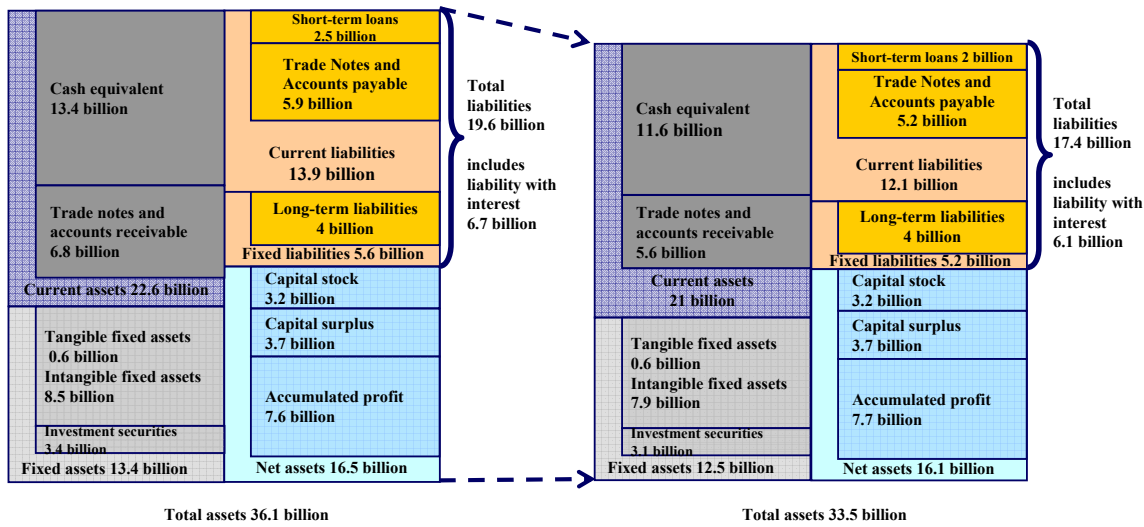 Short-term loans
2.5 billion
Trade Notes and
Accounts payable
5.9 billion
Cash equivalent
13.4 billion
Current liabilities
13.9 billion
Trade notes and
accounts receivable
6.8 billion
Long-term liabilities
4 billion
Fixed liabilities 5.6 billion
Current assets 22.6 billion
Capital stock
3.2 billion
Capital surplus
3.7 billion
Tangible fixed assets
0.6 billion
Intangible fixed assets
8.5 billion
Accumulated profit
7.6 billion
Investment securities
3.4 billion
Fixed assets 13.4 billion
Net assets 16.5 billion
Total assets 36.1 billion
Total
liabilities
19.6 billion
includes
liability with
interest
6.7 billion
Short-term loans 2 billion
Trade Notes and
Accounts payable
5.2 billion
Cash equivalent
11.6 billion
Current liabilities
12.1 billion
Trade notes and
accounts receivable
5.6 billion
Long-term liabilities
4 billion
Fixed liabilities 5.2 billion
Current assets
21 billion
Capital stock
3.2 billion
Capital surplus
3.7 billion
Tangible fixed assets
0.6 billion
Intangible fixed assets
7.9 billion
Accumulated profit
7.7 billion
Investment securities
3.1 billion
Fixed assets 12.5 billion
Net assets 16.1 billion
Total assets 33.5 billion
Total
liabilities
17.4 billion
includes
liability with
interest
6.1 billion